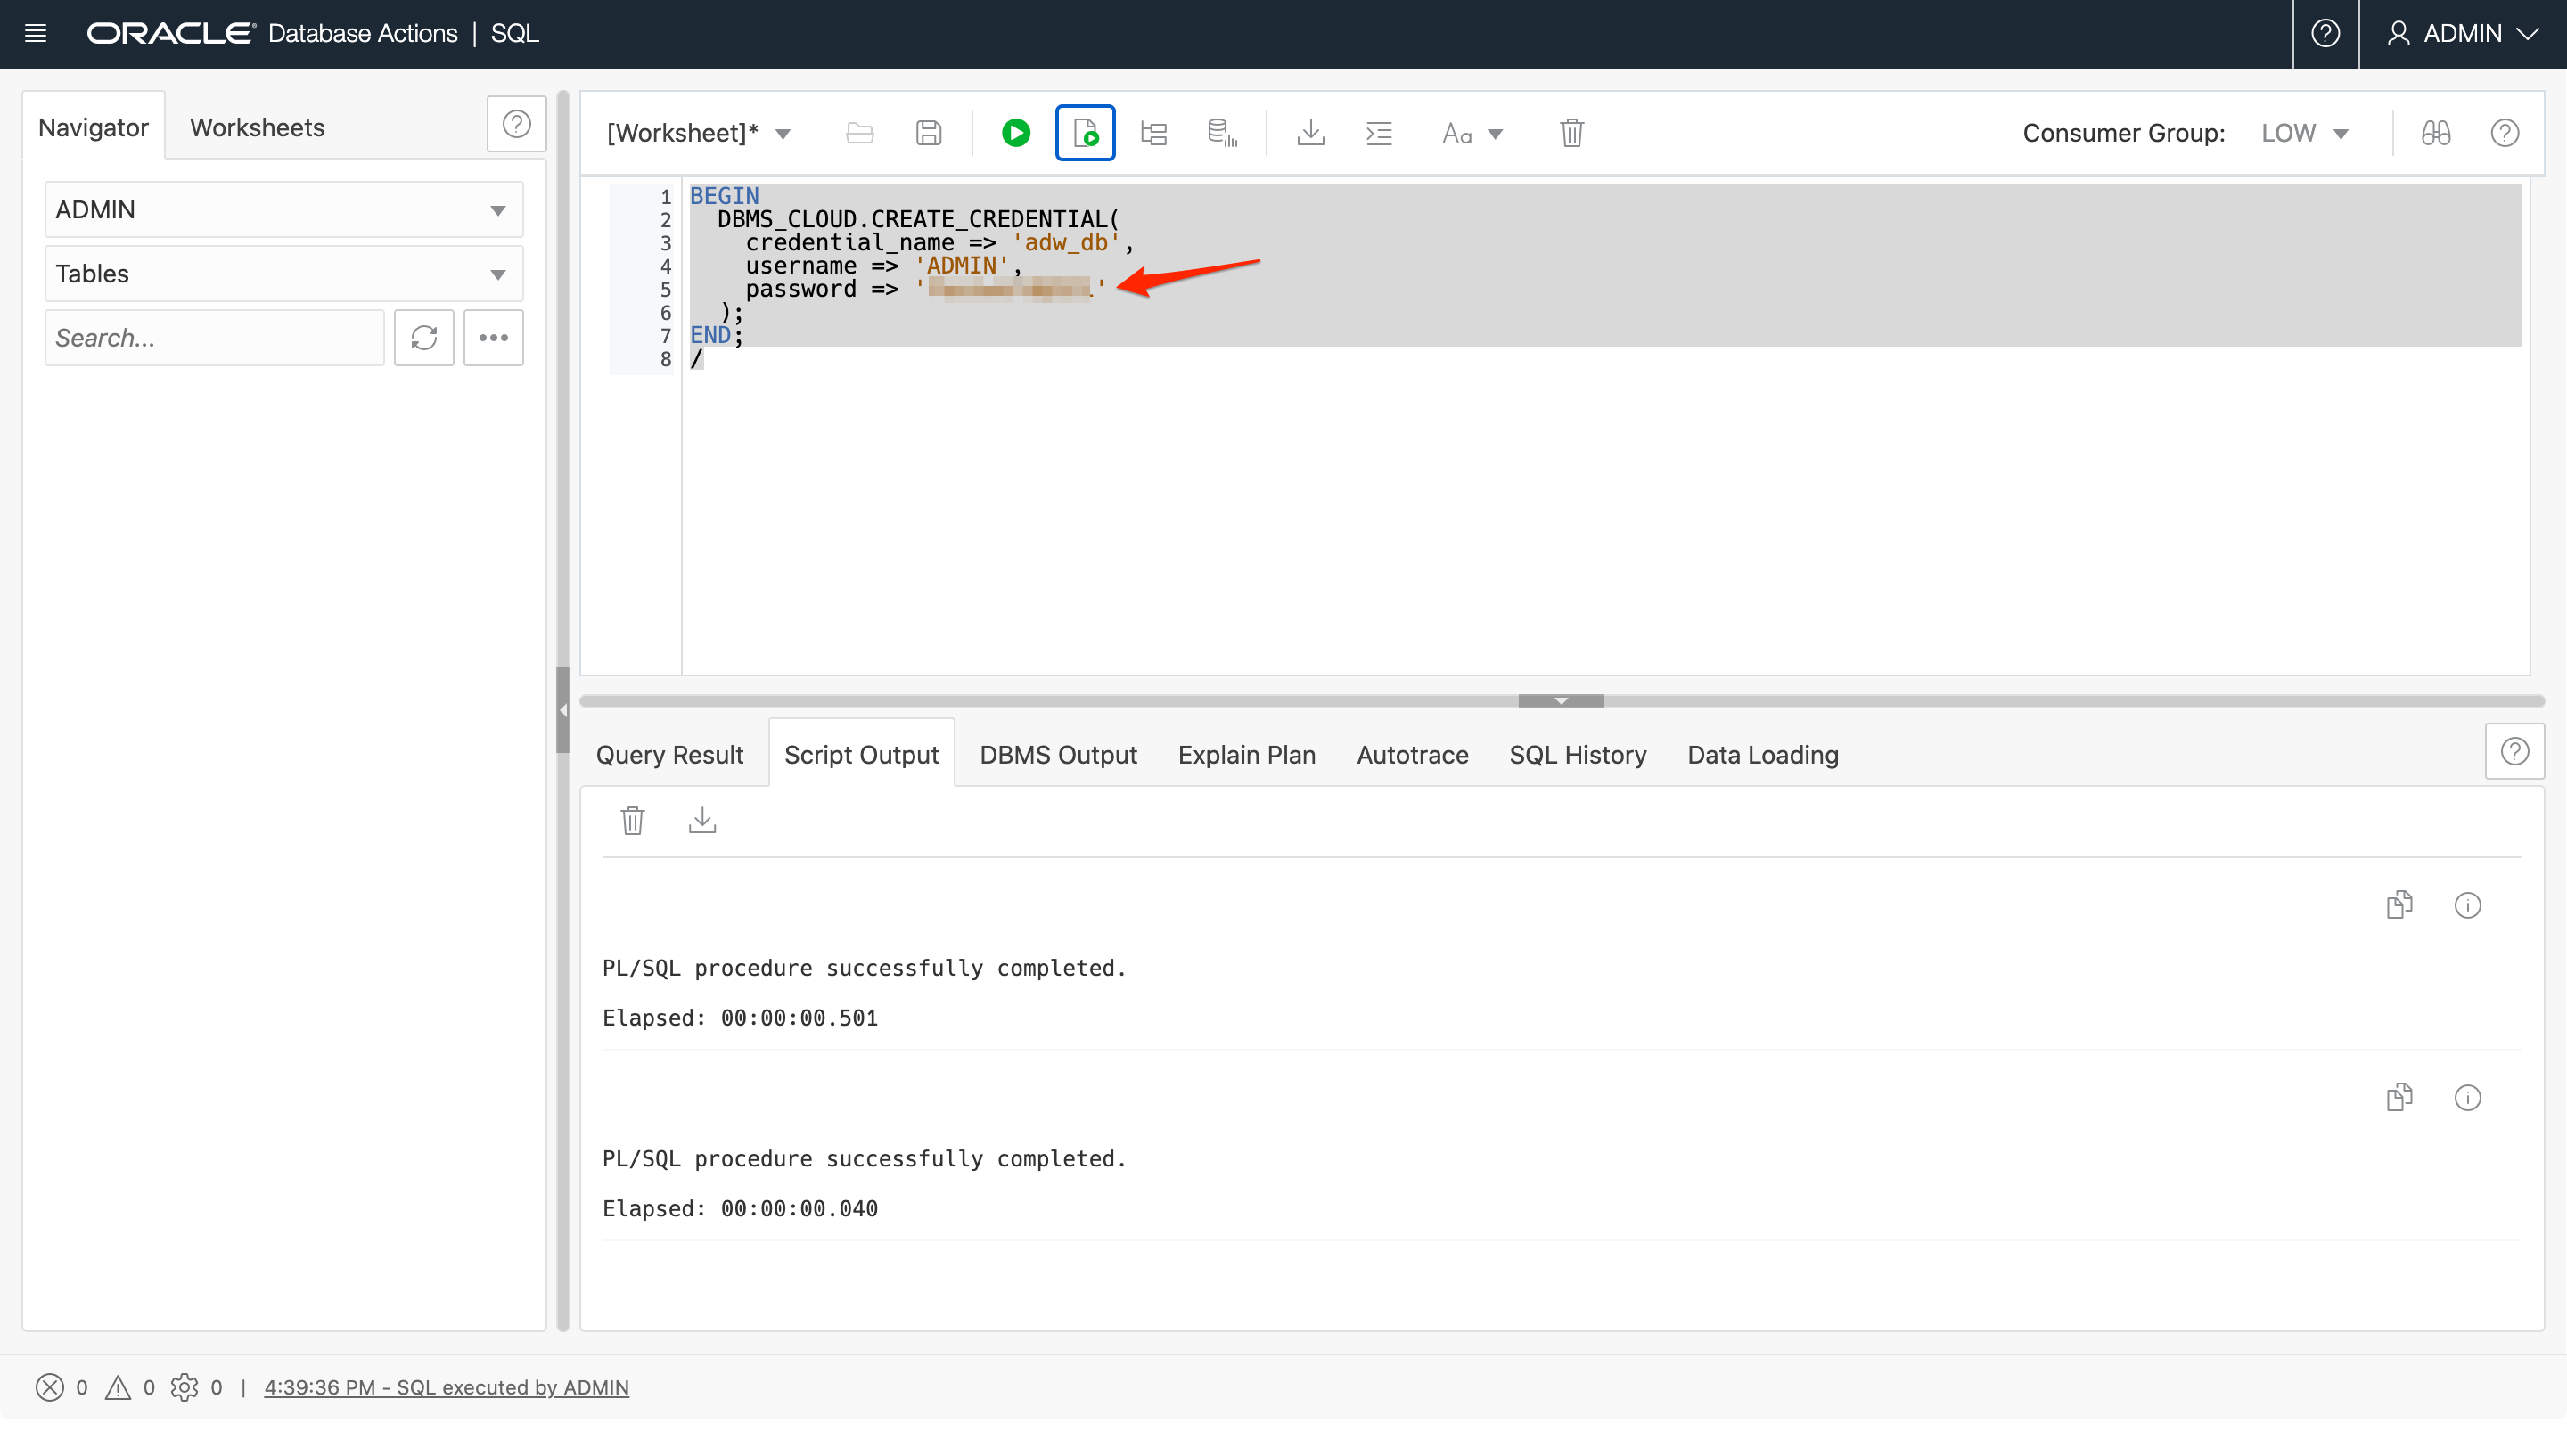 ORACLE Database Actions | SQL
ADMIN
Navigator
Worksheets
[Worksheet]*
Aa
Consumer Group: LOW
ADMIN
Tables
Search...
1 BEGIN
2 DBMS_CLOUD.CREATE_CREDENTIAL(
3 credential_name => 'adw_db',
4 username => 'ADMIN',
5 password => ' '
6 );
7 END;
8 /
Query Result
Script Output
DBMS Output
Explain Plan
Autotrace
SQL History
Data Loading
PL/SQL procedure successfully completed.
Elapsed: 00:00:00.501
PL/SQL procedure successfully completed.
Elapsed: 00:00:00.040
0 0 0 | 4:39:36 PM - SQL executed by ADMIN